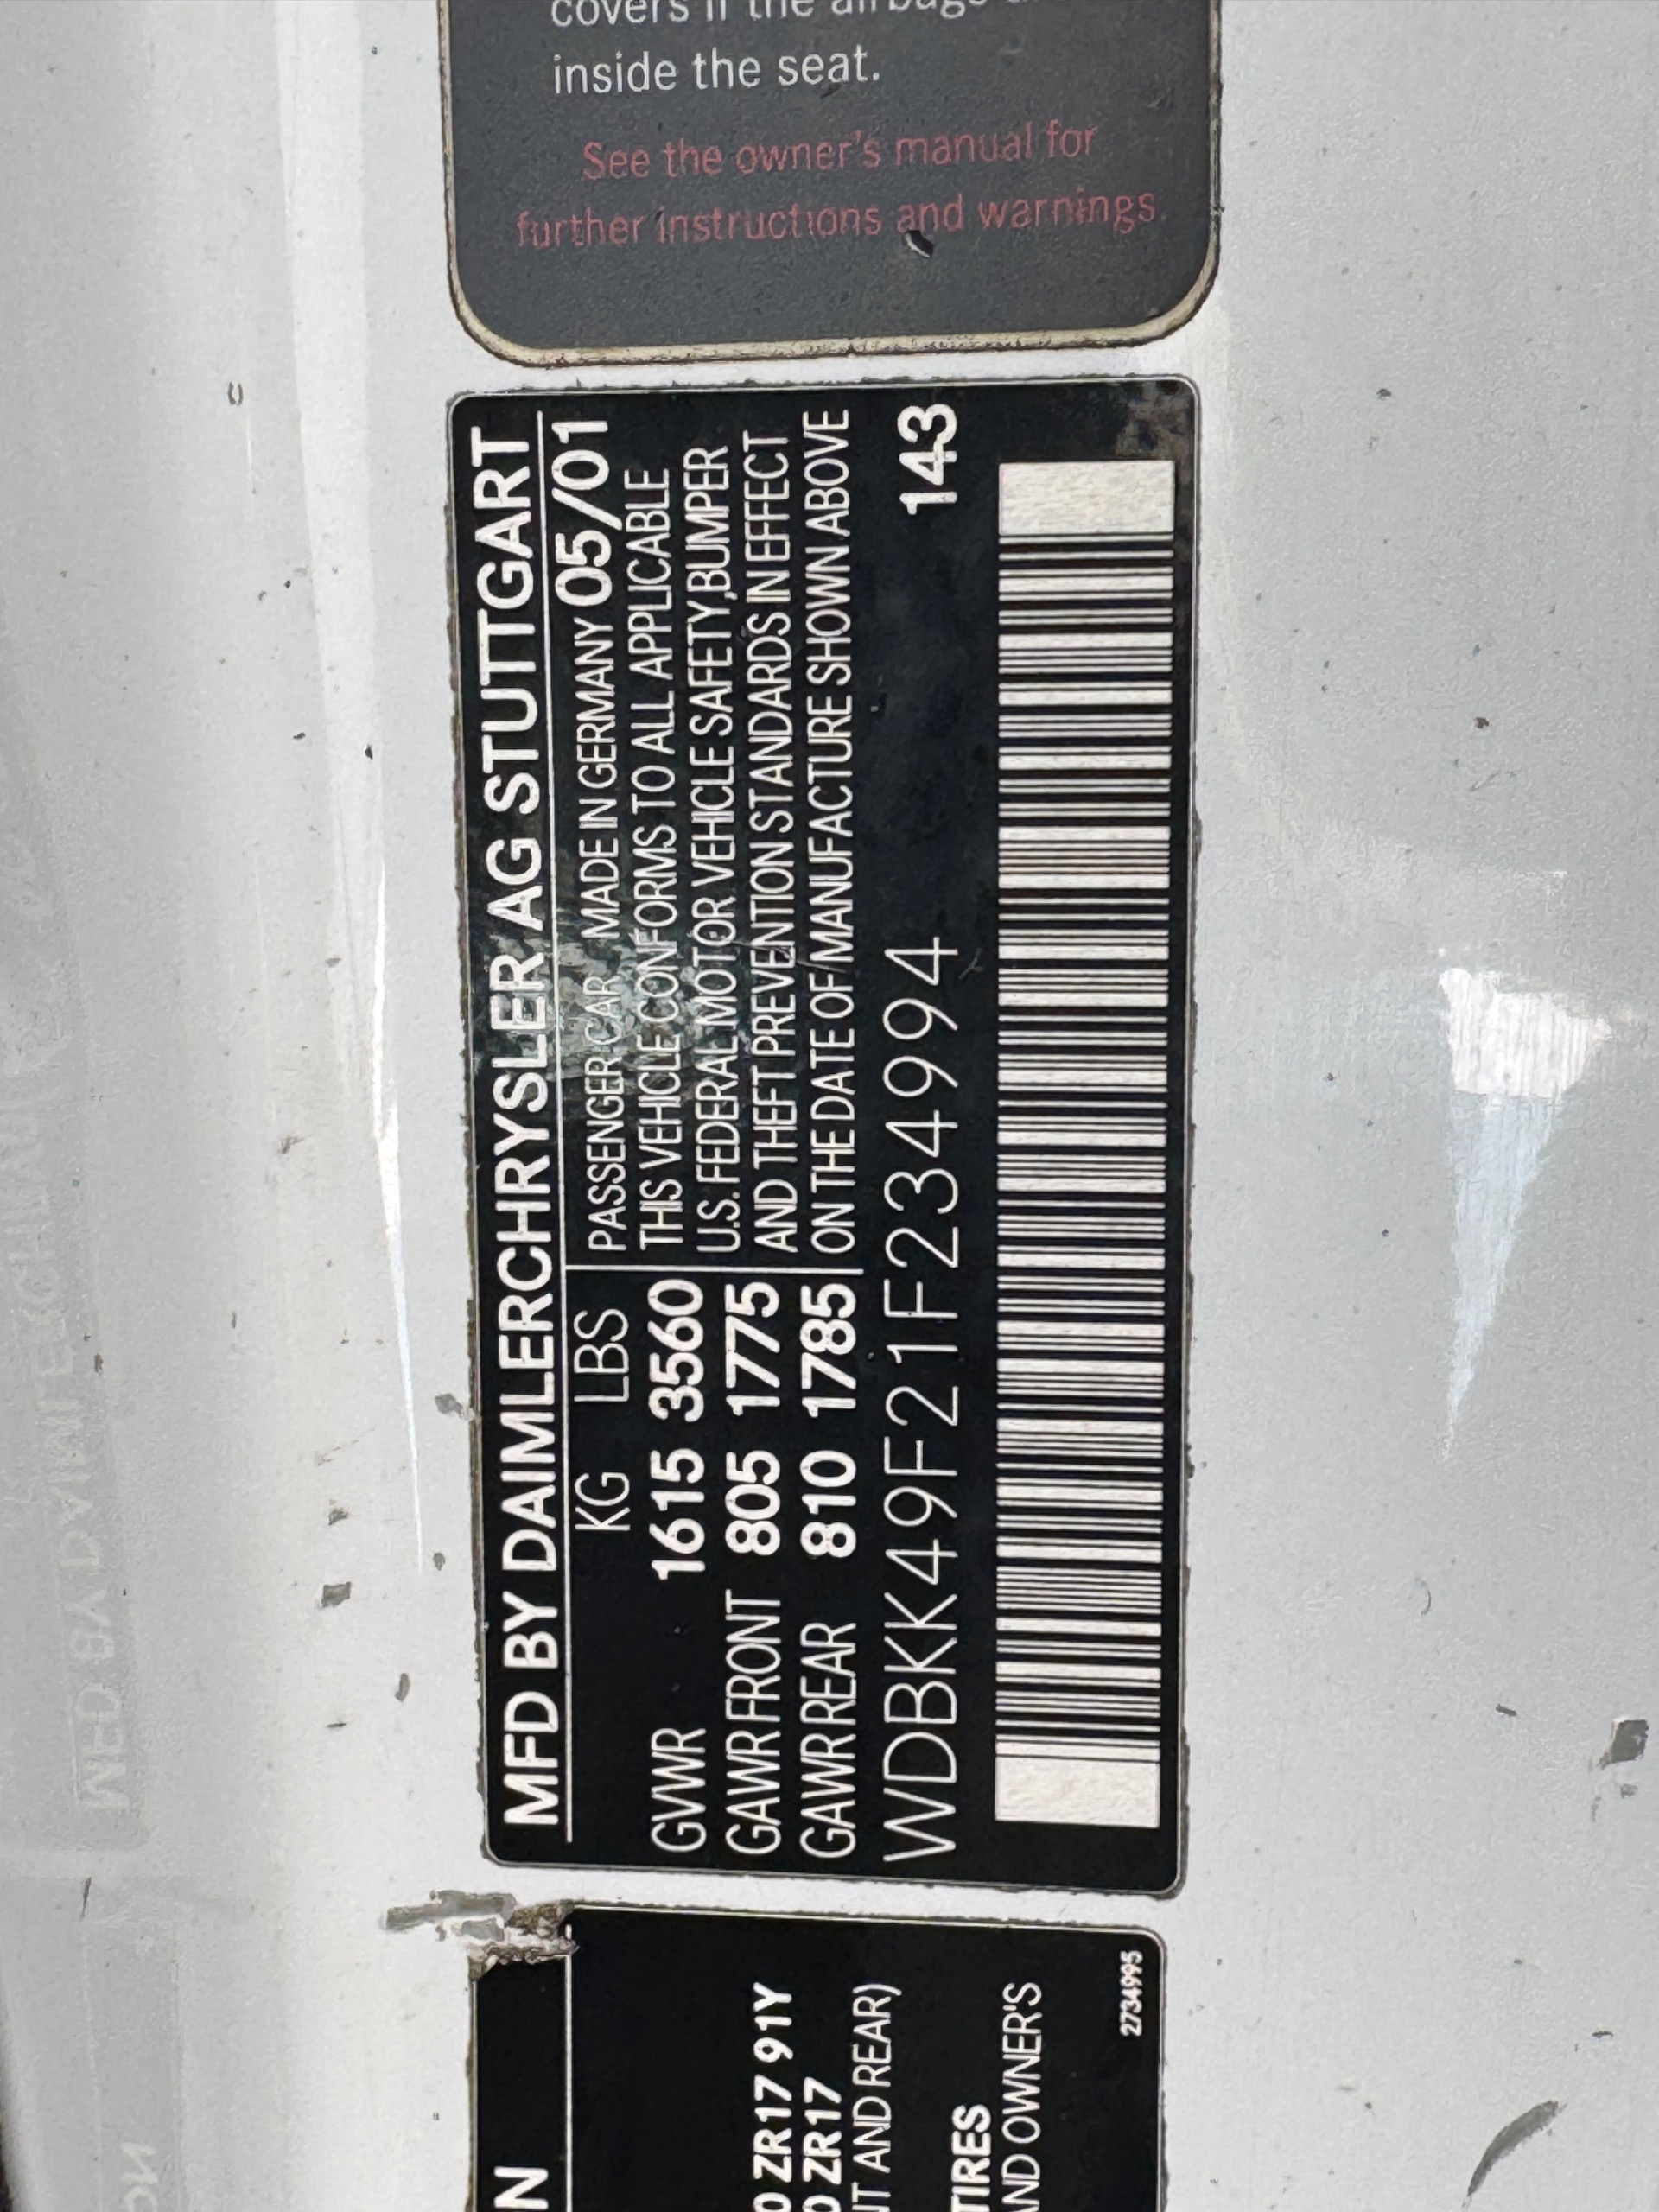 inside the seat.
See the owner's manual for
further instructions and warnings.
MFD BY DAIMLERCHRYSLER AG STUTTGART
KG LBS
GVWR 1615 3560
GAWR FRONT 805 1775
GAWR REAR 810 1785
PASSENGER CAR MADE IN GERMANY 05/01
THIS VEHICLE CONFORMS TO ALL APPLICABLE
U.S. FEDERAL MOTOR VEHICLE SAFETY,BUMPER
AND THEFT PREVENTION STANDARDS IN EFFECT
ON THE DATE OF MANUFACTURE SHOWN ABOVE
WDBKK49F21F234994 143
ZR17 91Y
ZR17
AND REAR)
TIRES
OWNER'S
2734995